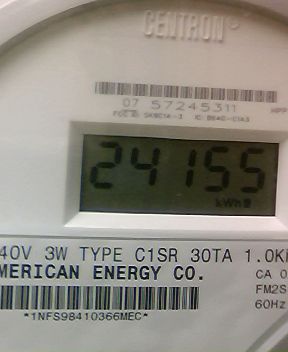 CENTRON®
07 57245311
24155
kWh
40V 3W TYPE C1SR 30TA 1.0K
MERICAN ENERGY CO.
CA 0
FM2S
60Hz
*1NFS98410366MEC*